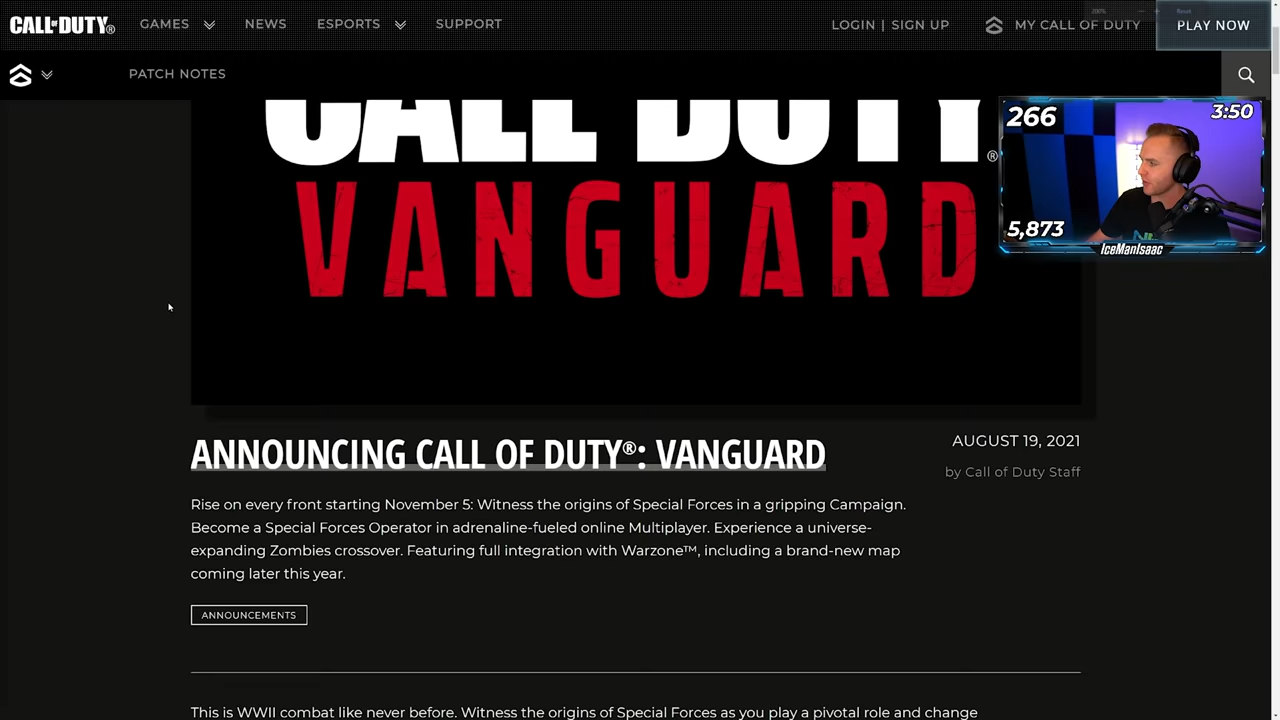 CALL OF DUTY®
GAMES
NEWS
ESPORTS
SUPPORT
LOGIN | SIGN UP
MY CALL OF DUTY
PLAY NOW
200%
Reset
PATCH NOTES
CALL OF DUTY®
VANGUARD
266
3:50
5,873
IceManIsaac
ANNOUNCING CALL OF DUTY®: VANGUARD
AUGUST 19, 2021
by Call of Duty Staff
Rise on every front starting November 5: Witness the origins of Special Forces in a gripping Campaign.
Become a Special Forces Operator in adrenaline-fueled online Multiplayer. Experience a universe-
expanding Zombies crossover. Featuring full integration with Warzone™, including a brand-new map
coming later this year.
ANNOUNCEMENTS
This is WWII combat like never before. Witness the origins of Special Forces as you play a pivotal role and change